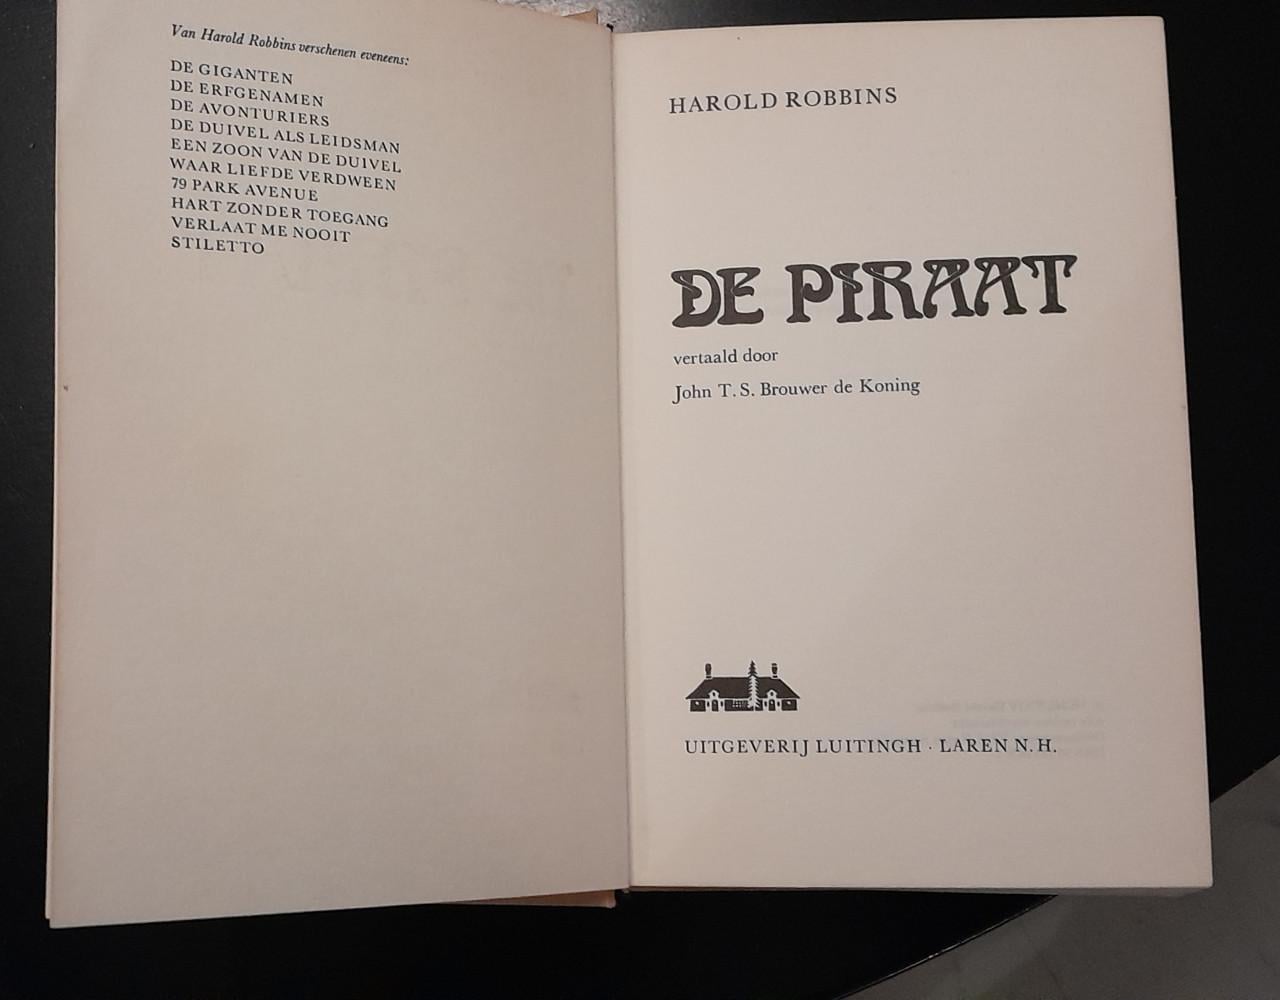 Van Harold Robbins verschenen eveneens:
DE GIGANTEN
DE ERFGENAMEN
DE AVONTURIERS
DE DUIVEL ALS LEIDSMAN
EEN ZOON VAN DE DUIVEL
WAAR LIEFDE VERDWEEN
79 PARK AVENUE
HART ZONDER TOEGANG
VERLAAT ME NOOIT
STILETTO
HAROLD ROBBINS
DE PIRAAT
vertaald door
John T. S. Brouwer de Koning
UITGEVERIJ LUITINGH · LAREN N.H.